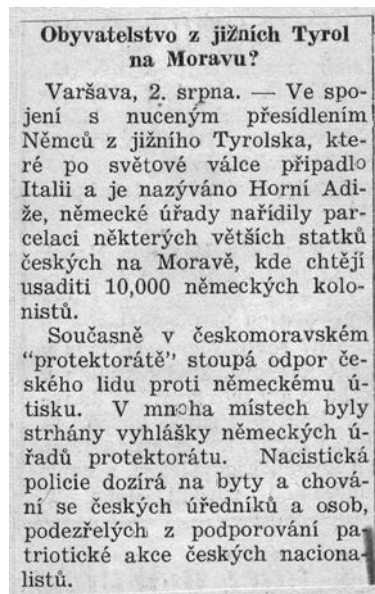 Obyvatelstvo z jižních Tyrol
na Moravu?
Varšava, 2. srpna. — Ve spo-
jení s nuceným přesídlením
Němců z jižního Tyrolska, kte-
ré po světové válce připadlo
Italii a je nazýváno Horní Adi-
že, německé úřady nařídily par-
celaci některých větších statků
českých na Moravě, kde chtějí
usaditi 10,000 německých kolo-
nistů.
Současně v českomoravském
"protektorátě" stoupá odpor če-
ského lidu proti německému ú-
tisku. V mnoha místech byly
strhány vyhlášky německých ú-
řadů protektorátu. Nacistická
policie dozírá na byty a chová-
ní se českých úředníků a osob,
podezřelých z podporování pa-
triotické akce českých naciona-
listů.